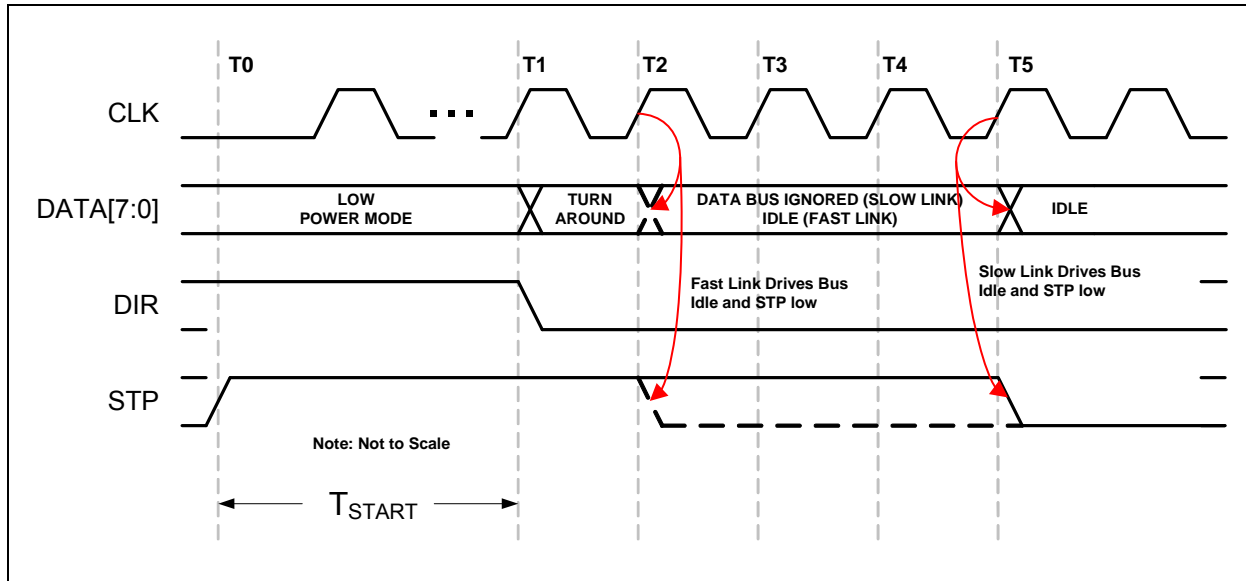 T0
T1
T2
T3
T4
T5
CLK
...
DATA[7:0]
LOW
POWER MODE
TURN
AROUND
DATA BUS IGNORED (SLOW LINK)
IDLE (FAST LINK)
IDLE
DIR
Fast Link Drives Bus
Idle and STP low
Slow Link Drives Bus
Idle and STP low
STP
Note: Not to Scale
TSTART